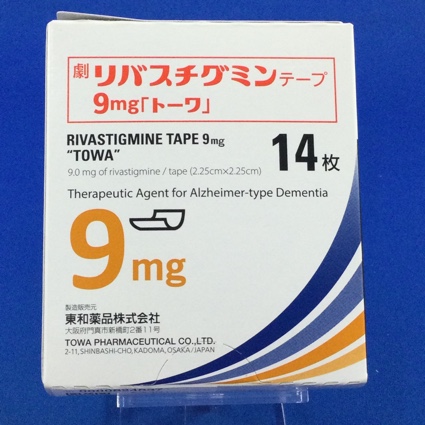 劇 リバスチグミンテープ
9mg「トーワ」
RIVASTIGMINE TAPE 9mg
“TOWA”
14枚
9.0 mg of rivastigmine / tape (2.25cm×2.25cm)
Therapeutic Agent for Alzheimer-type Dementia
9mg
製造販売元
東和薬品株式会社
大阪府門真市新橋町2番11号
TOWA PHARMACEUTICAL CO.,LTD.
2-11, SHINBASHI-CHO, KADOMA, OSAKA / JAPAN